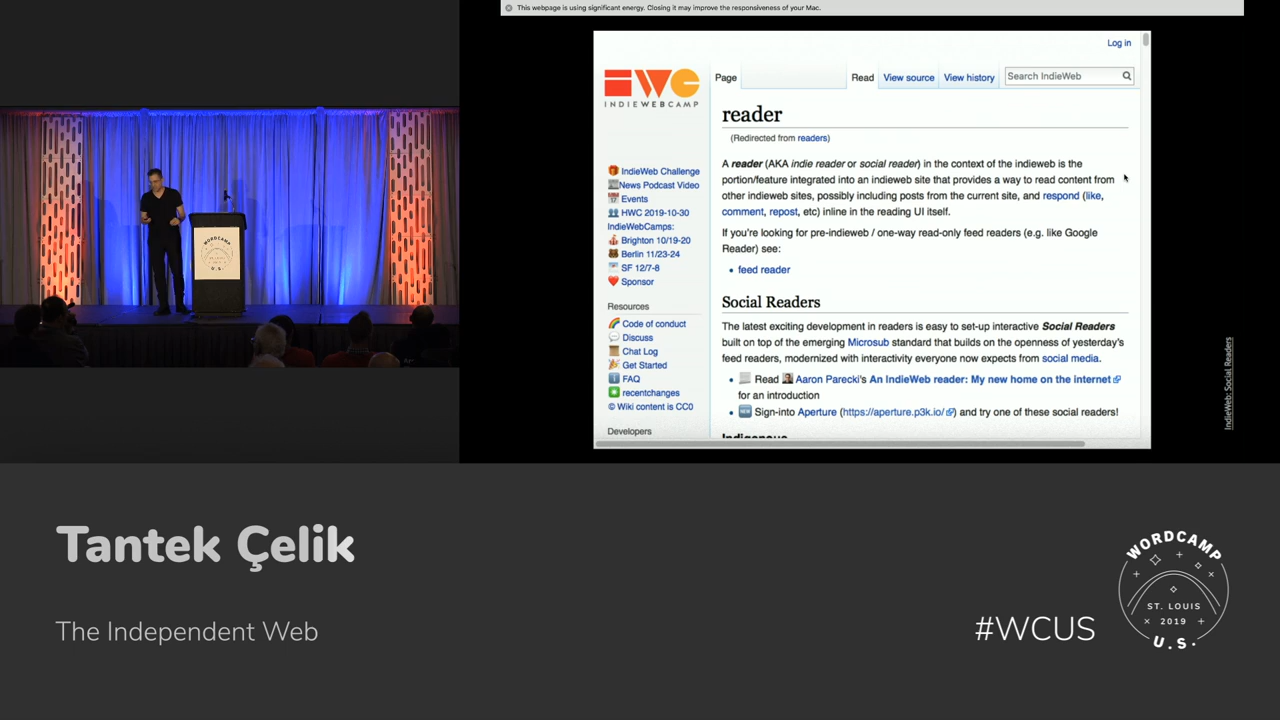 This webpage is using significant energy. Closing it may improve the responsiveness of your Mac.
Log in
IWC
INDIEWEBCAMP
Page
Read
View source
View history
Search IndieWeb
reader
(Redirected from readers)
A reader (AKA indie reader or social reader) in the context of the indieweb is the
portion/feature integrated into an indieweb site that provides a way to read content from
other indieweb sites, possibly including posts from the current site, and respond (like,
comment, repost, etc) inline in the reading UI itself.
If you're looking for pre-indieweb / one-way read-only feed readers (e.g. like Google
Reader) see:
• feed reader
Social Readers
The latest exciting development in readers is easy to set-up interactive Social Readers
built on top of the emerging Microsub standard that builds on the openness of yesterday's
feed readers, modernized with interactivity everyone now expects from social media.
• Read Aaron Parecki's An IndieWeb reader: My new home on the internet
for an introduction
• Sign-into Aperture (https://aperture.p3k.io/) and try one of these social readers!
Indigenous
IndieWeb Challenge
News Podcast Video
Events
HWC 2019-10-30
IndieWebCamps:
Brighton 10/19-20
Berlin 11/23-24
SF 12/7-8
Sponsor
Resources
Code of conduct
Discuss
Chat Log
Get Started
FAQ
recentchanges
© Wiki content is CC0
Developers
IndieWeb: Social Readers
WORDCAMP
U.S.
Tantek Çelik
The Independent Web
#WCUS
WORDCAMP
ST. LOUIS
2019
U.S.